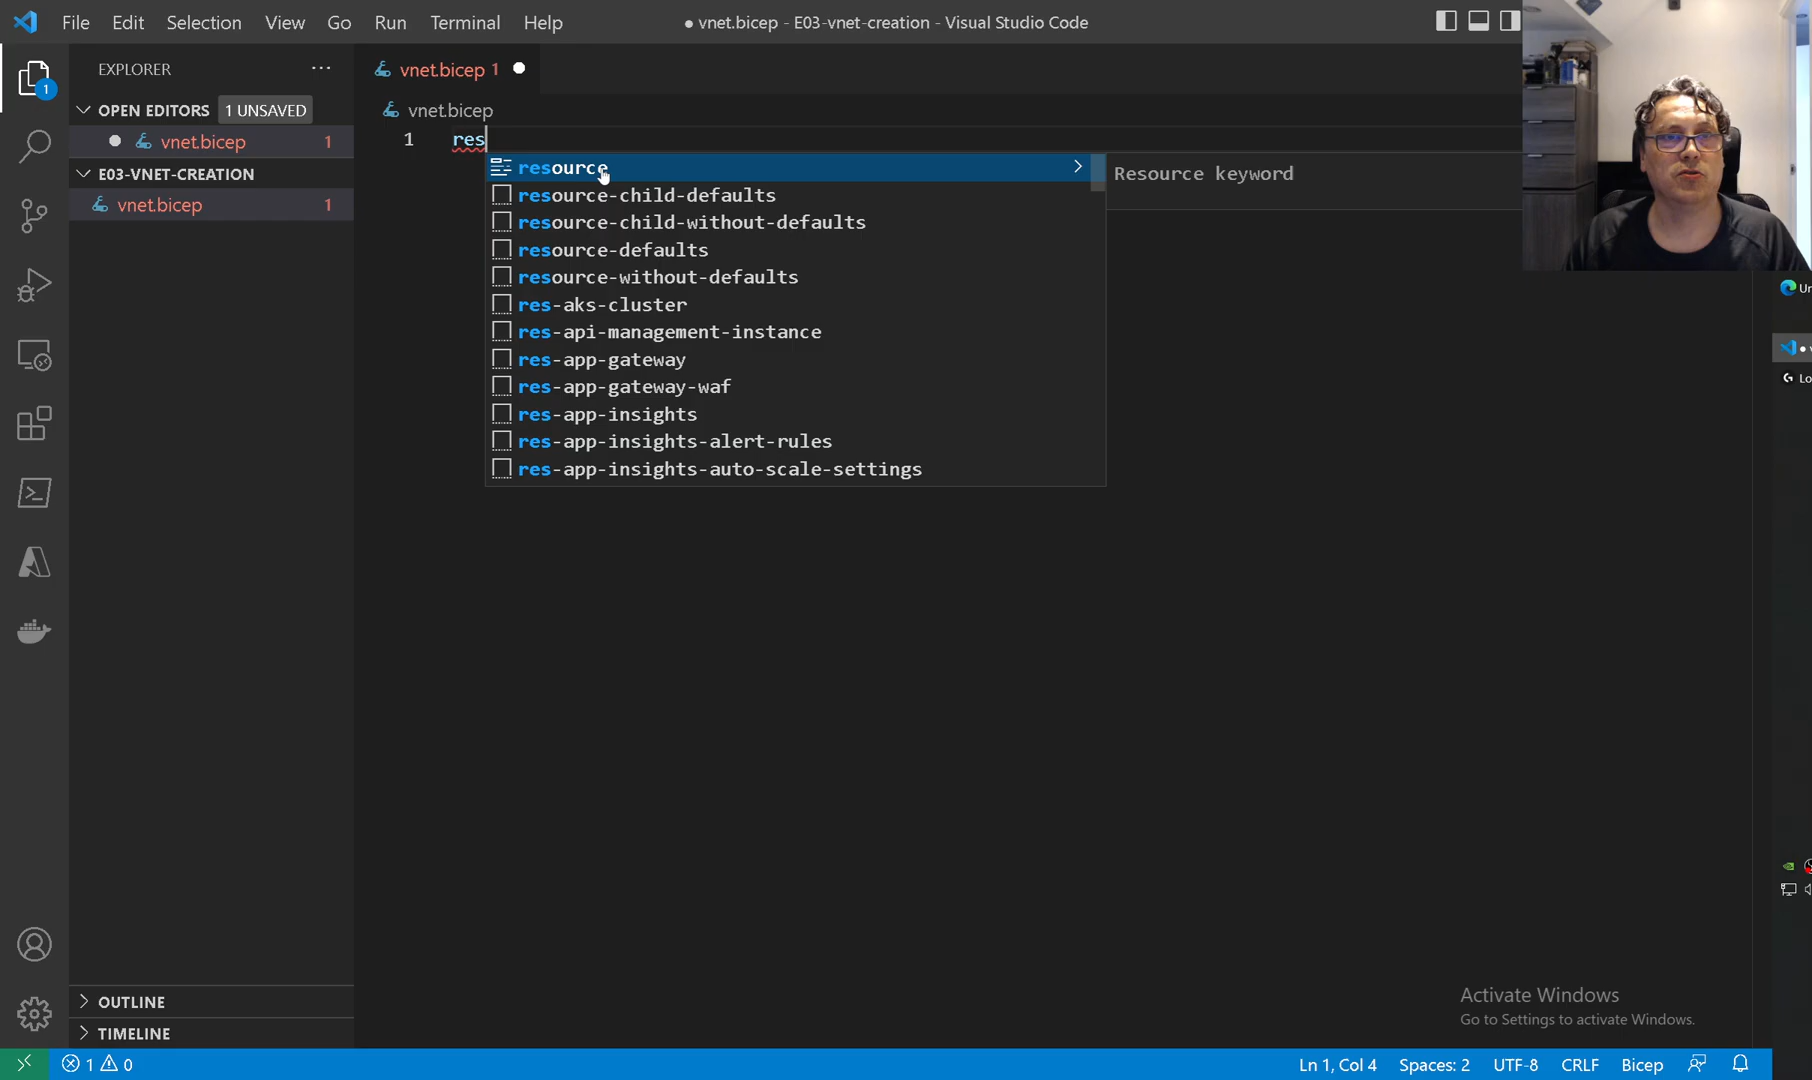 File Edit Selection View Go Run Terminal Help
● vnet.bicep - E03-vnet-creation - Visual Studio Code
EXPLORER
···
OPEN EDITORS 1 UNSAVED
vnet.bicep 1
E03-VNET-CREATION
vnet.bicep 1
OUTLINE
TIMELINE
1
vnet.bicep 1
vnet.bicep
1 res
resource
resource-child-defaults
resource-child-without-defaults
resource-defaults
resource-without-defaults
res-aks-cluster
res-api-management-instance
res-app-gateway
res-app-gateway-waf
res-app-insights
res-app-insights-alert-rules
res-app-insights-auto-scale-settings
Resource keyword
Activate Windows
Go to Settings to activate Windows.
1 0
Ln 1, Col 4 Spaces: 2 UTF-8 CRLF Bicep